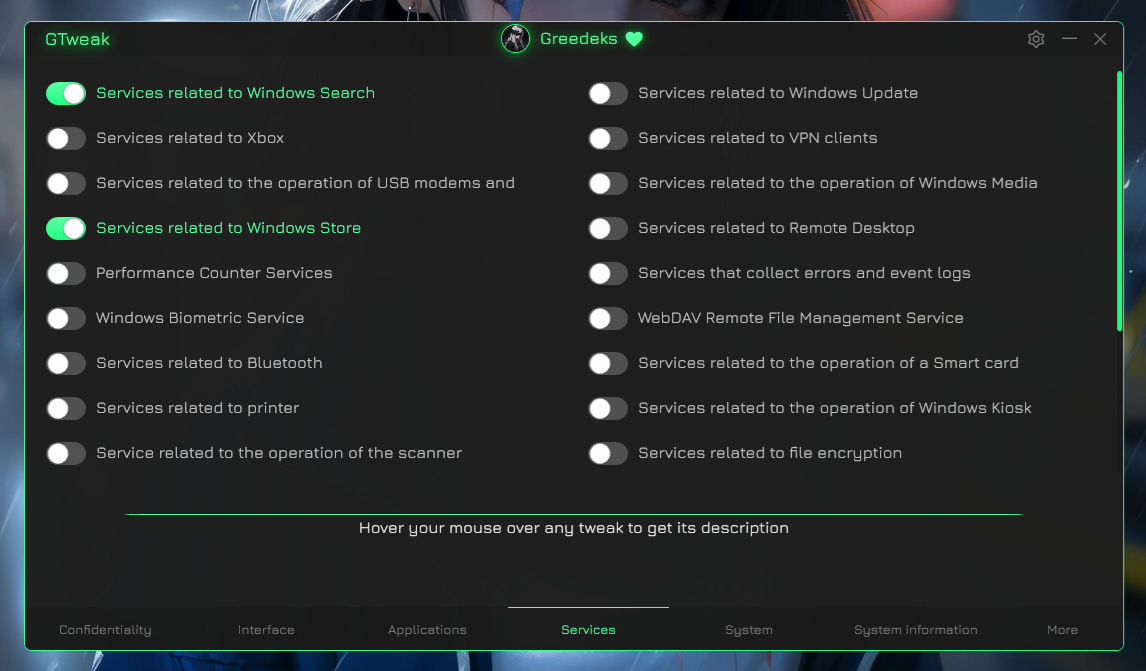 GTweak
Greedeks
Services related to Windows Search
Services related to Windows Update
Services related to Xbox
Services related to VPN clients
Services related to the operation of USB modems and
Services related to the operation of Windows Media
Services related to Windows Store
Services related to Remote Desktop
Performance Counter Services
Services that collect errors and event logs
Windows Biometric Service
WebDAV Remote File Management Service
Services related to Bluetooth
Services related to the operation of a Smart card
Services related to printer
Services related to the operation of Windows Kiosk
Service related to the operation of the scanner
Services related to file encryption
Hover your mouse over any tweak to get its description
Confidentiality Interface Applications Services System System information More